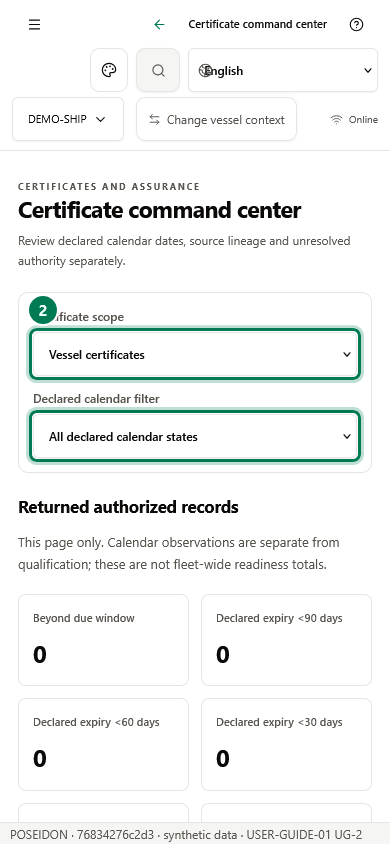 Certificate command center
English
DEMO-SHIP
Change vessel context
Online
CERTIFICATES AND ASSURANCE
Certificate command center
Review declared calendar dates, source lineage and unresolved
authority separately.
2
ificate scope
Vessel certificates
Declared calendar filter
All declared calendar states
Returned authorized records
This page only. Calendar observations are separate from
qualification; these are not fleet-wide readiness totals.
Beyond due window
0
Declared expiry <90 days
0
Declared expiry <60 days
0
Declared expiry <30 days
0
POSEIDON · 76834276c2d3 · synthetic data · USER-GUIDE-01 UG-2